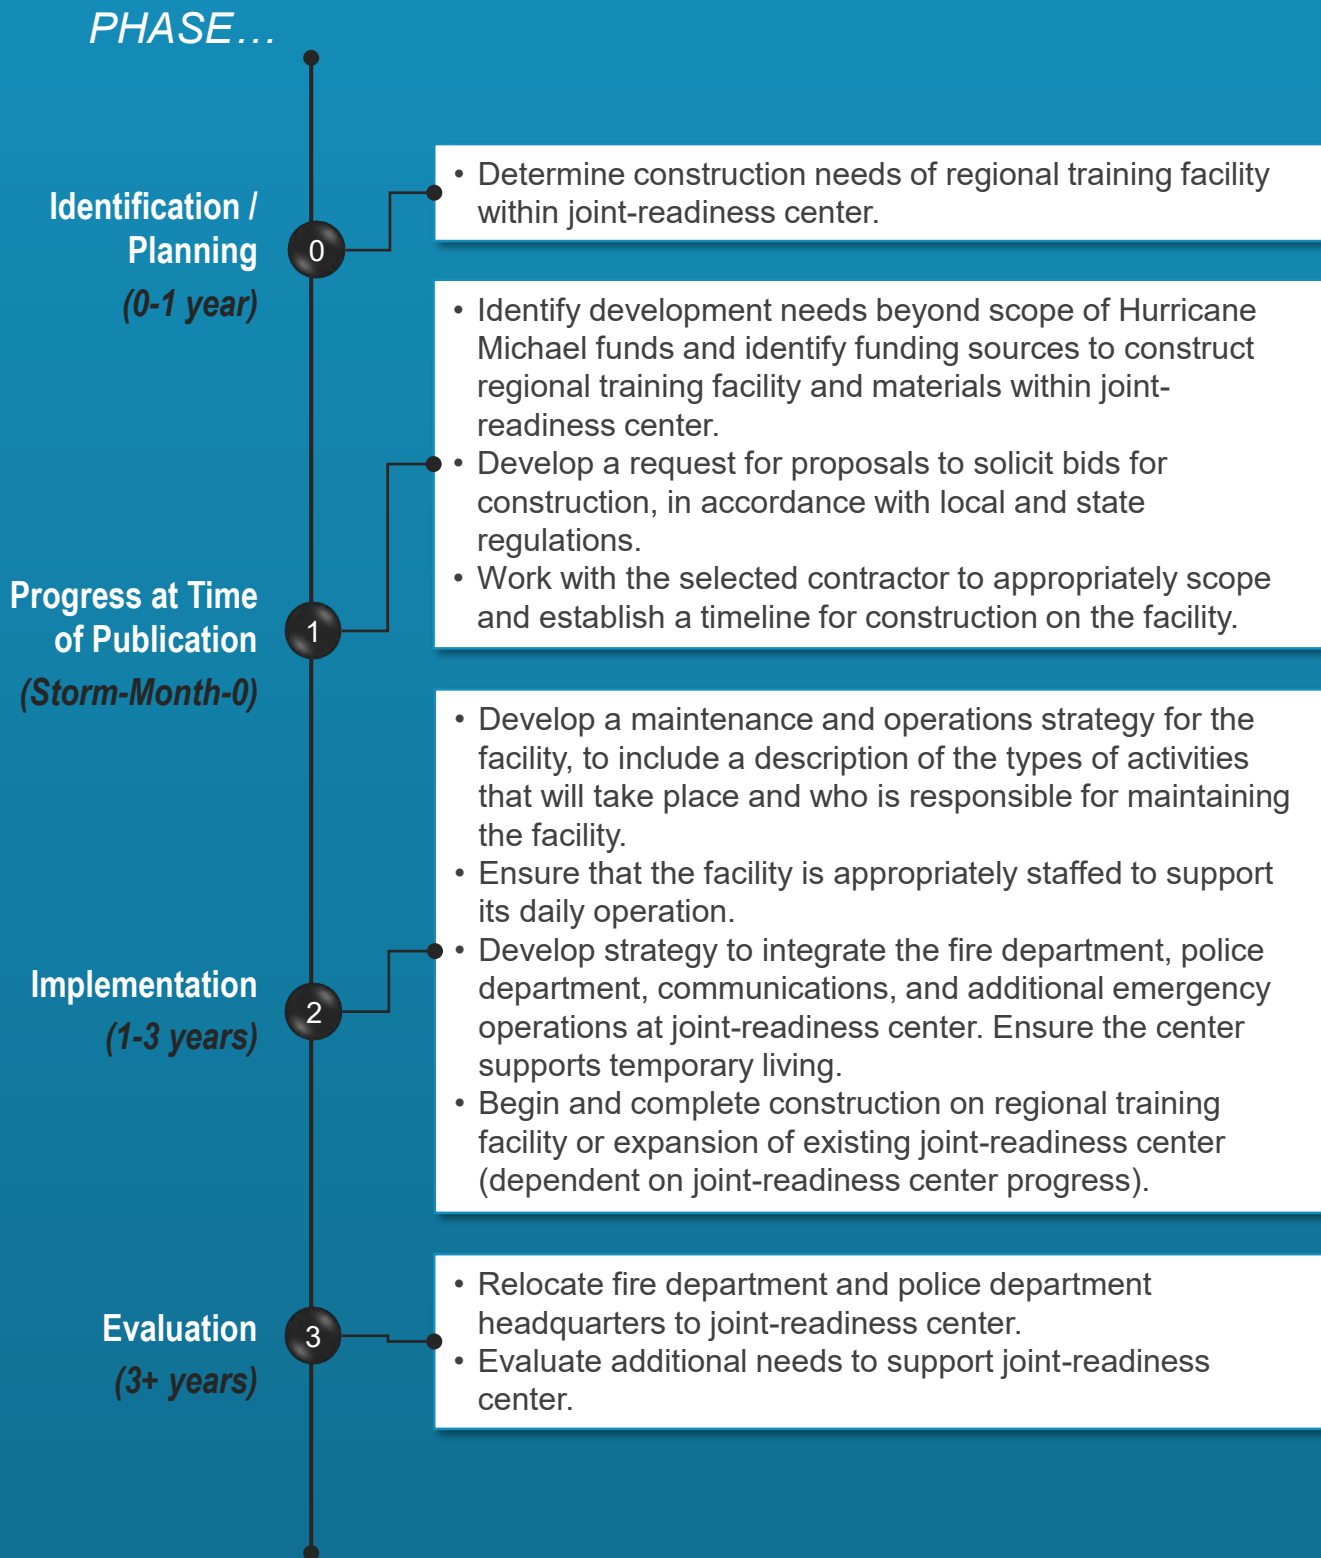 PHASE…
Identification /
Planning
(0-1 year)
0
• Determine construction needs of regional training facility
within joint-readiness center.
Progress at Time
of Publication
(Storm-Month-0)
1
• Identify development needs beyond scope of Hurricane
Michael funds and identify funding sources to construct
regional training facility and materials within joint-
readiness center.
• Develop a request for proposals to solicit bids for
construction, in accordance with local and state
regulations.
• Work with the selected contractor to appropriately scope
and establish a timeline for construction on the facility.
Implementation
(1-3 years)
2
• Develop a maintenance and operations strategy for the
facility, to include a description of the types of activities
that will take place and who is responsible for maintaining
the facility.
• Ensure that the facility is appropriately staffed to support
its daily operation.
• Develop strategy to integrate the fire department, police
department, communications, and additional emergency
operations at joint-readiness center. Ensure the center
supports temporary living.
• Begin and complete construction on regional training
facility or expansion of existing joint-readiness center
(dependent on joint-readiness center progress).
Evaluation
(3+ years)
3
• Relocate fire department and police department
headquarters to joint-readiness center.
• Evaluate additional needs to support joint-readiness
center.